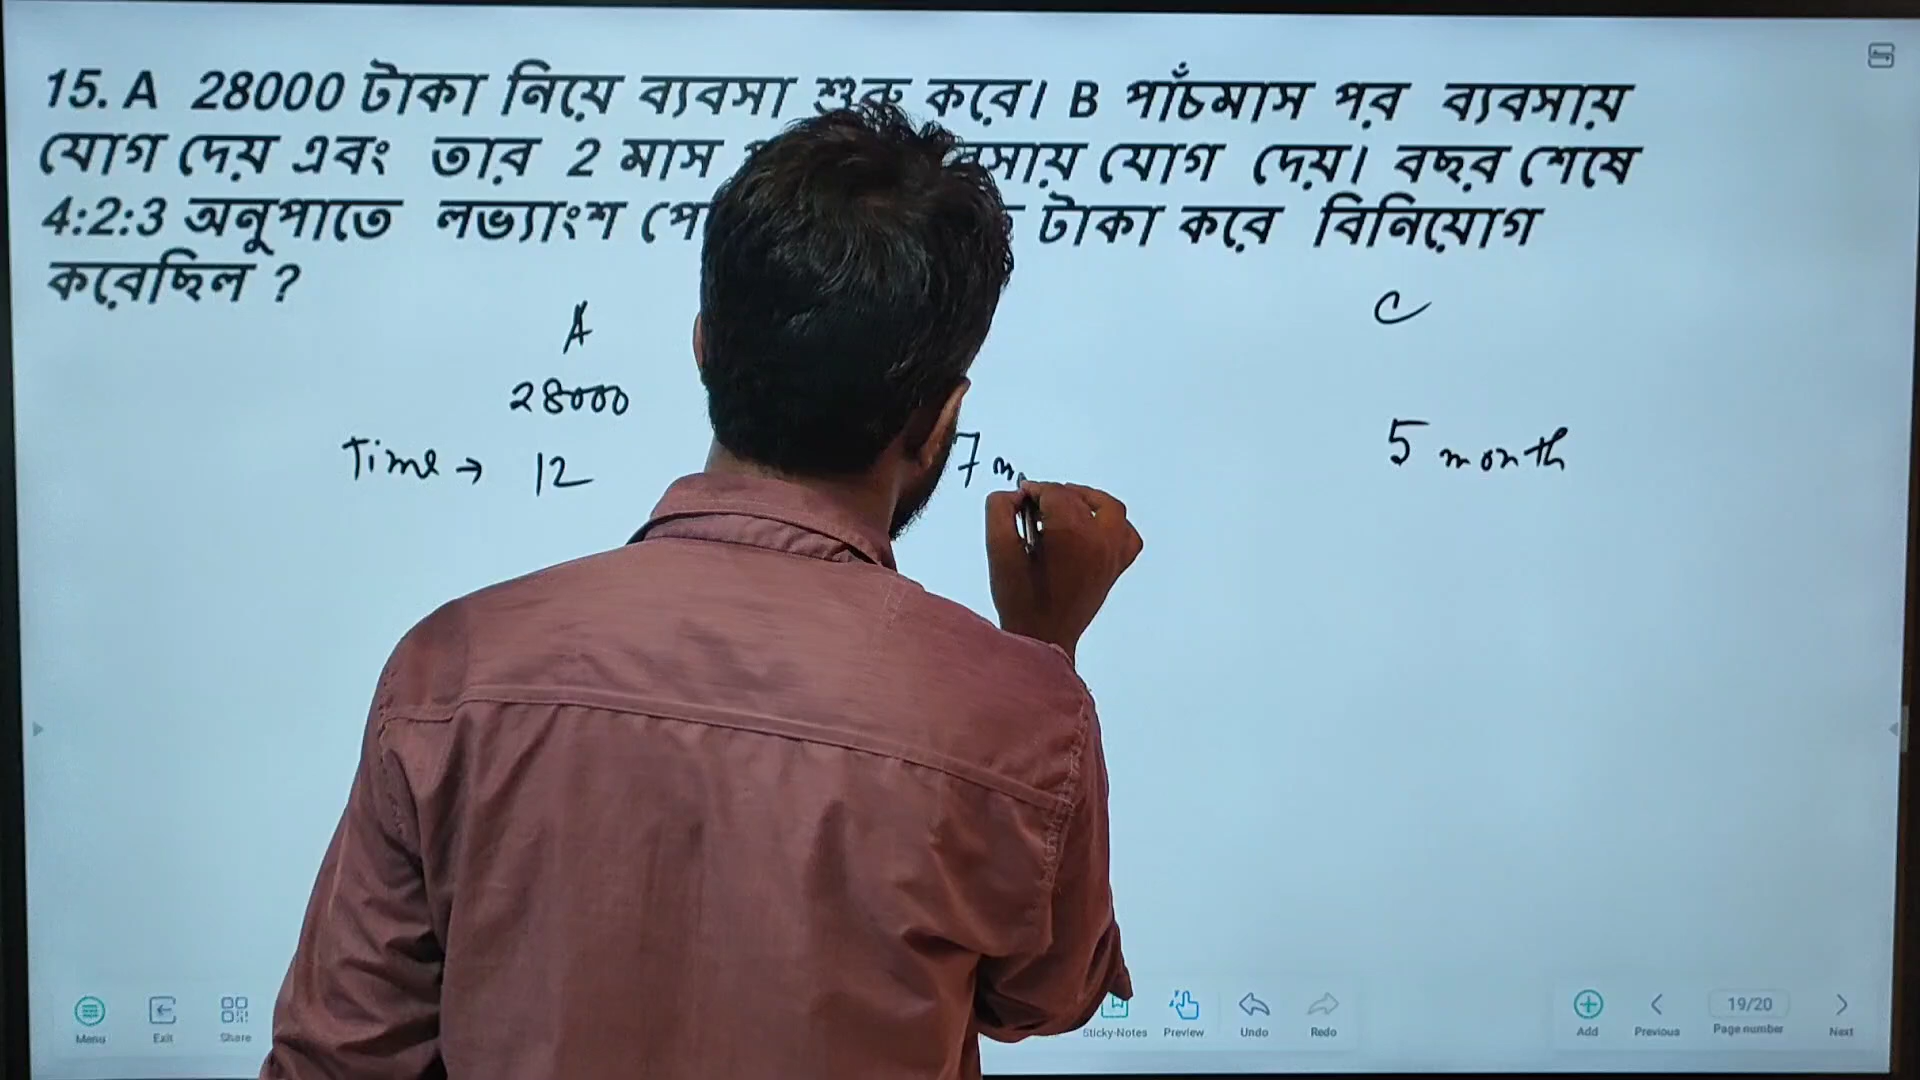 15. A 28000 টাকা নিয়ে ব্যবসা শুরু করে। B পাঁচমাস পর ব্যবসায়
যোগ দেয় এবং তার 2 মাস যোগ দেয়। বছর শেষে
4:2:3 অনুপাতে লভ্যাংশ টাকা করে বিনিয়োগ
করেছিল ?
A C
28000
Time → 12 7 5 month
Menu Exit Share Sticky-Notes Preview Undo Redo Add Previous 19/20 Page number Next